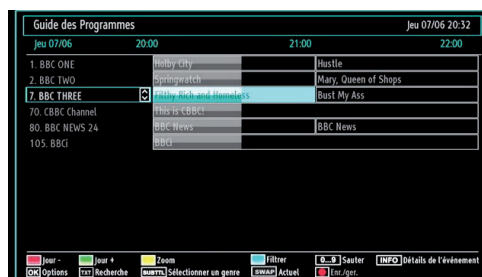 Guide des Programmes Jeu 07/06 20:32
Jeu 07/06 20:00 21:00 22:00
1. BBC ONE Holby City Hustle
2. BBC TWO Springwatch Mary, Queen of Shops
7. BBC THREE Filthy Rich and Homeless Bust My Ass
70. CBBC Channel This is CBBC!
80. BBC NEWS 24 BBC News BBC News
105. BBCi BBCi
Jour - Jour + Zoom Filtrer 0...9 Sauter INFO Détails de l'événement
OK Options TXT Recherche SUBTTL Sélectionner un genre SWAP Actuel Enr./ger.